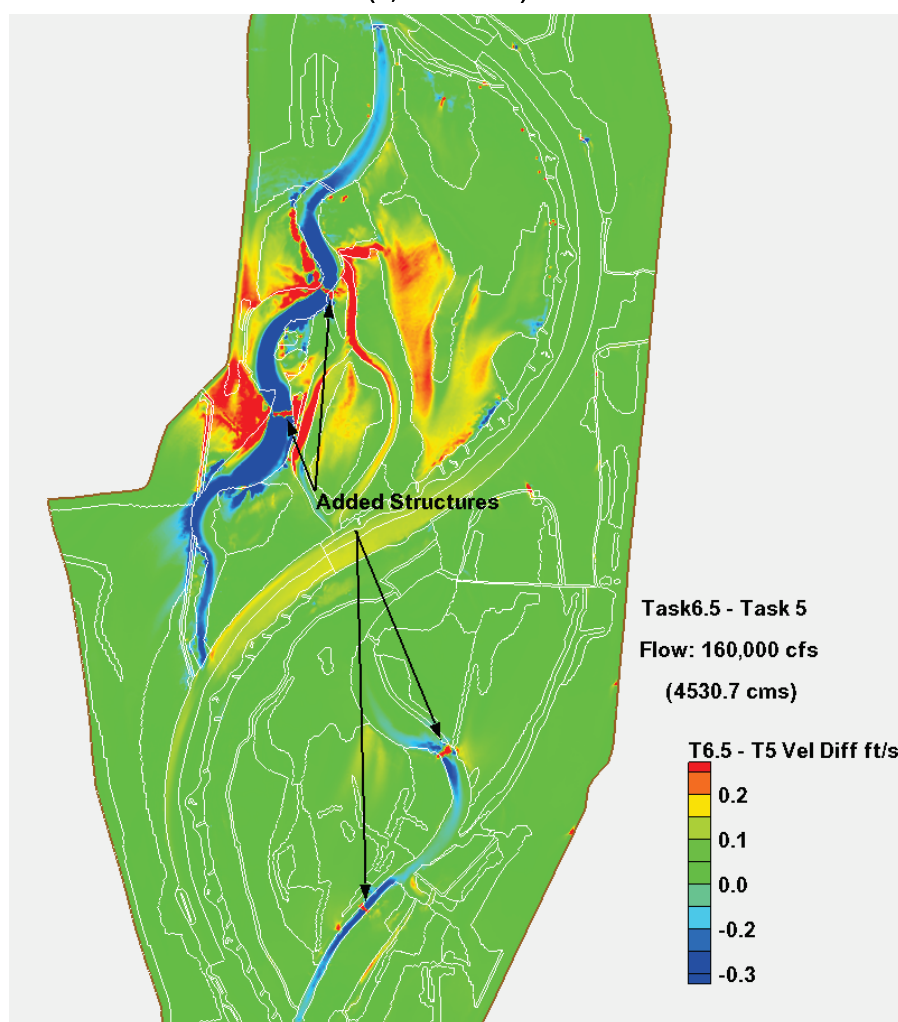 Added Structures
Task6.5 - Task 5
Flow: 160,000 cfs
(4530.7 cms)
T6.5 - T5 Vel Diff ft/s
0.2
0.1
0.0
-0.2
-0.3